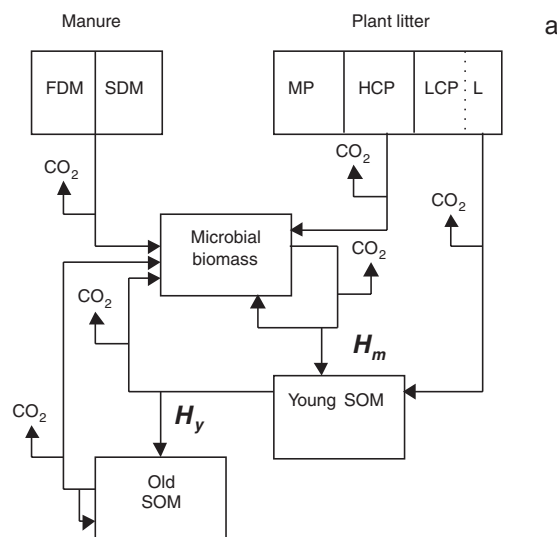 Manure
Plant litter
a
FDM
SDM
MP
HCP
LCP
L
CO2
CO2
CO2
Microbial
biomass
CO2
CO2
Hm
Young SOM
Hy
CO2
Old
SOM